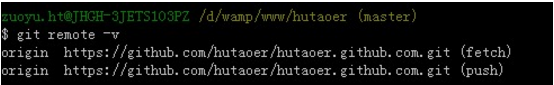 zuoyu.ht@JHGH-3JETS103PZ /d/wamp/www/hutaoer (master)
$ git remote -v
origin  https://github.com/hutaoer/hutaoer.github.com.git (fetch)
origin  https://github.com/hutaoer/hutaoer.github.com.git (push)